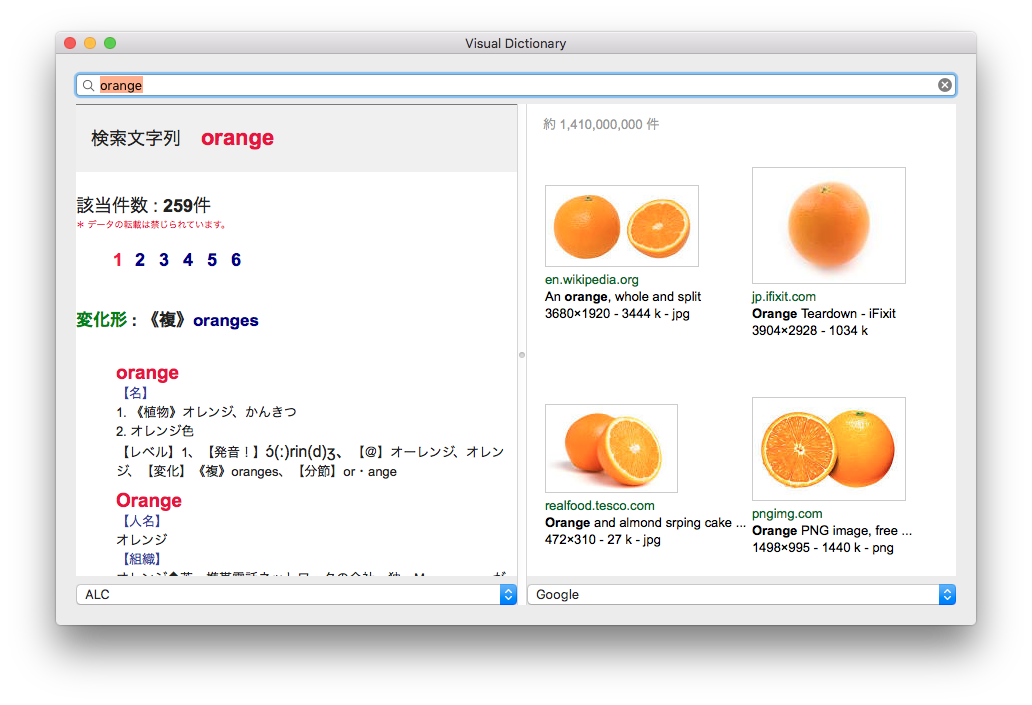 Visual Dictionary
orange
検索文字列 orange
該当件数 : 259件
＊ データの転載は禁じられています。
1 2 3 4 5 6
変化形 : 《複》oranges
orange
【名】
1. 《植物》オレンジ、かんきつ
2. オレンジ色
【レベル】1、【発音！】ɔ́(:)rin(d)ʒ、【＠】オーレンジ、オレン
ジ、【変化】《複》oranges、【分節】or・ange
Orange
【人名】
オレンジ
【組織】
ALC
約 1,410,000,000 件
en.wikipedia.org
An orange, whole and split
3680×1920 - 3444 k - jpg
jp.ifixit.com
Orange Teardown - iFixit
3904×2928 - 1034 k
realfood.tesco.com
Orange and almond srping cake ...
472×310 - 27 k - jpg
pngimg.com
Orange PNG image, free ...
1498×995 - 1440 k - png
Google